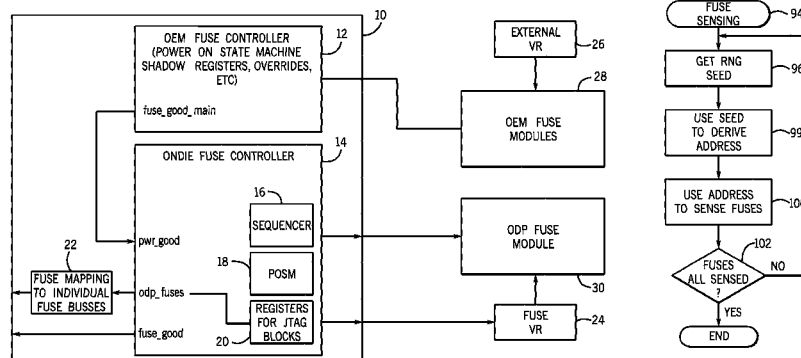 10
OEM FUSE CONTROLLER
(POWER ON STATE MACHINE
SHADOW REGISTERS, OVERRIDES,
ETC)
12
fuse_good_main
EXTERNAL
VR
26
28
OEM FUSE
MODULES
ONDIE FUSE CONTROLLER
14
16
SEQUENCER
pwr_good
18
POSM
ODP FUSE
MODULE
30
22
FUSE MAPPING
TO INDIVIDUAL
FUSE BUSSES
odp_fuses
REGISTERS
FOR JTAG
BLOCKS
20
fuse_good
FUSE
VR
24
FUSE
SENSING
94
GET RNG
SEED
96
USE SEED
TO DERIVE
ADDRESS
99
USE ADDRESS
TO SENSE FUSES
102
FUSES
ALL SENSED
?
NO
YES
END